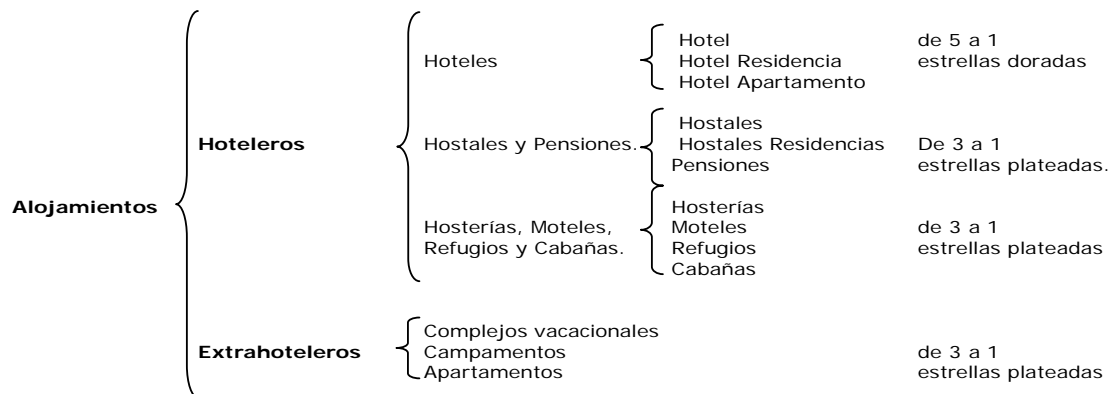 Hotel de 5 a 1
Hoteles Hotel Residencia estrellas doradas
Hotel Apartamento
Hostales
Hoteleros Hostales y Pensiones. Hostales Residencias De 3 a 1
Pensiones estrellas plateadas.
Alojamientos Hosterías
Hosterías, Moteles, Moteles de 3 a 1
Refugios y Cabañas. Refugios estrellas plateadas
Cabañas
Complejos vacacionales
Extrahoteleros Campamentos de 3 a 1
Apartamentos estrellas plateadas